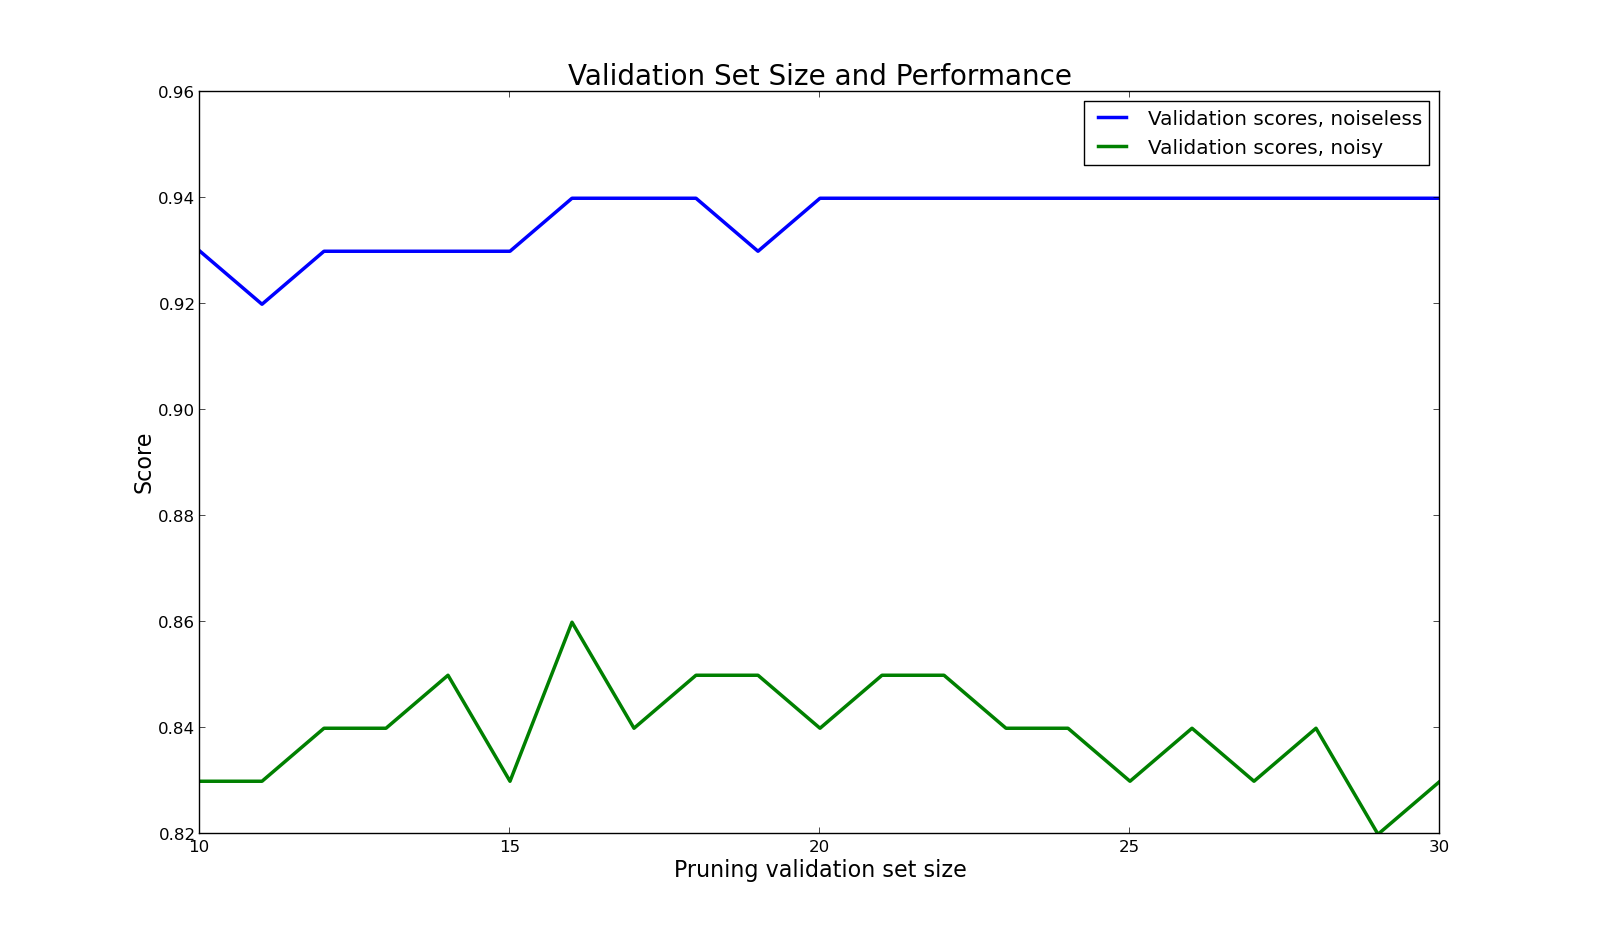 Validation Set Size and Performance
0.96
0.94
0.92
0.90
0.88
0.86
0.84
0.82
Score
Validation scores, noiseless
Validation scores, noisy
10 15 20 25 30
Pruning validation set size